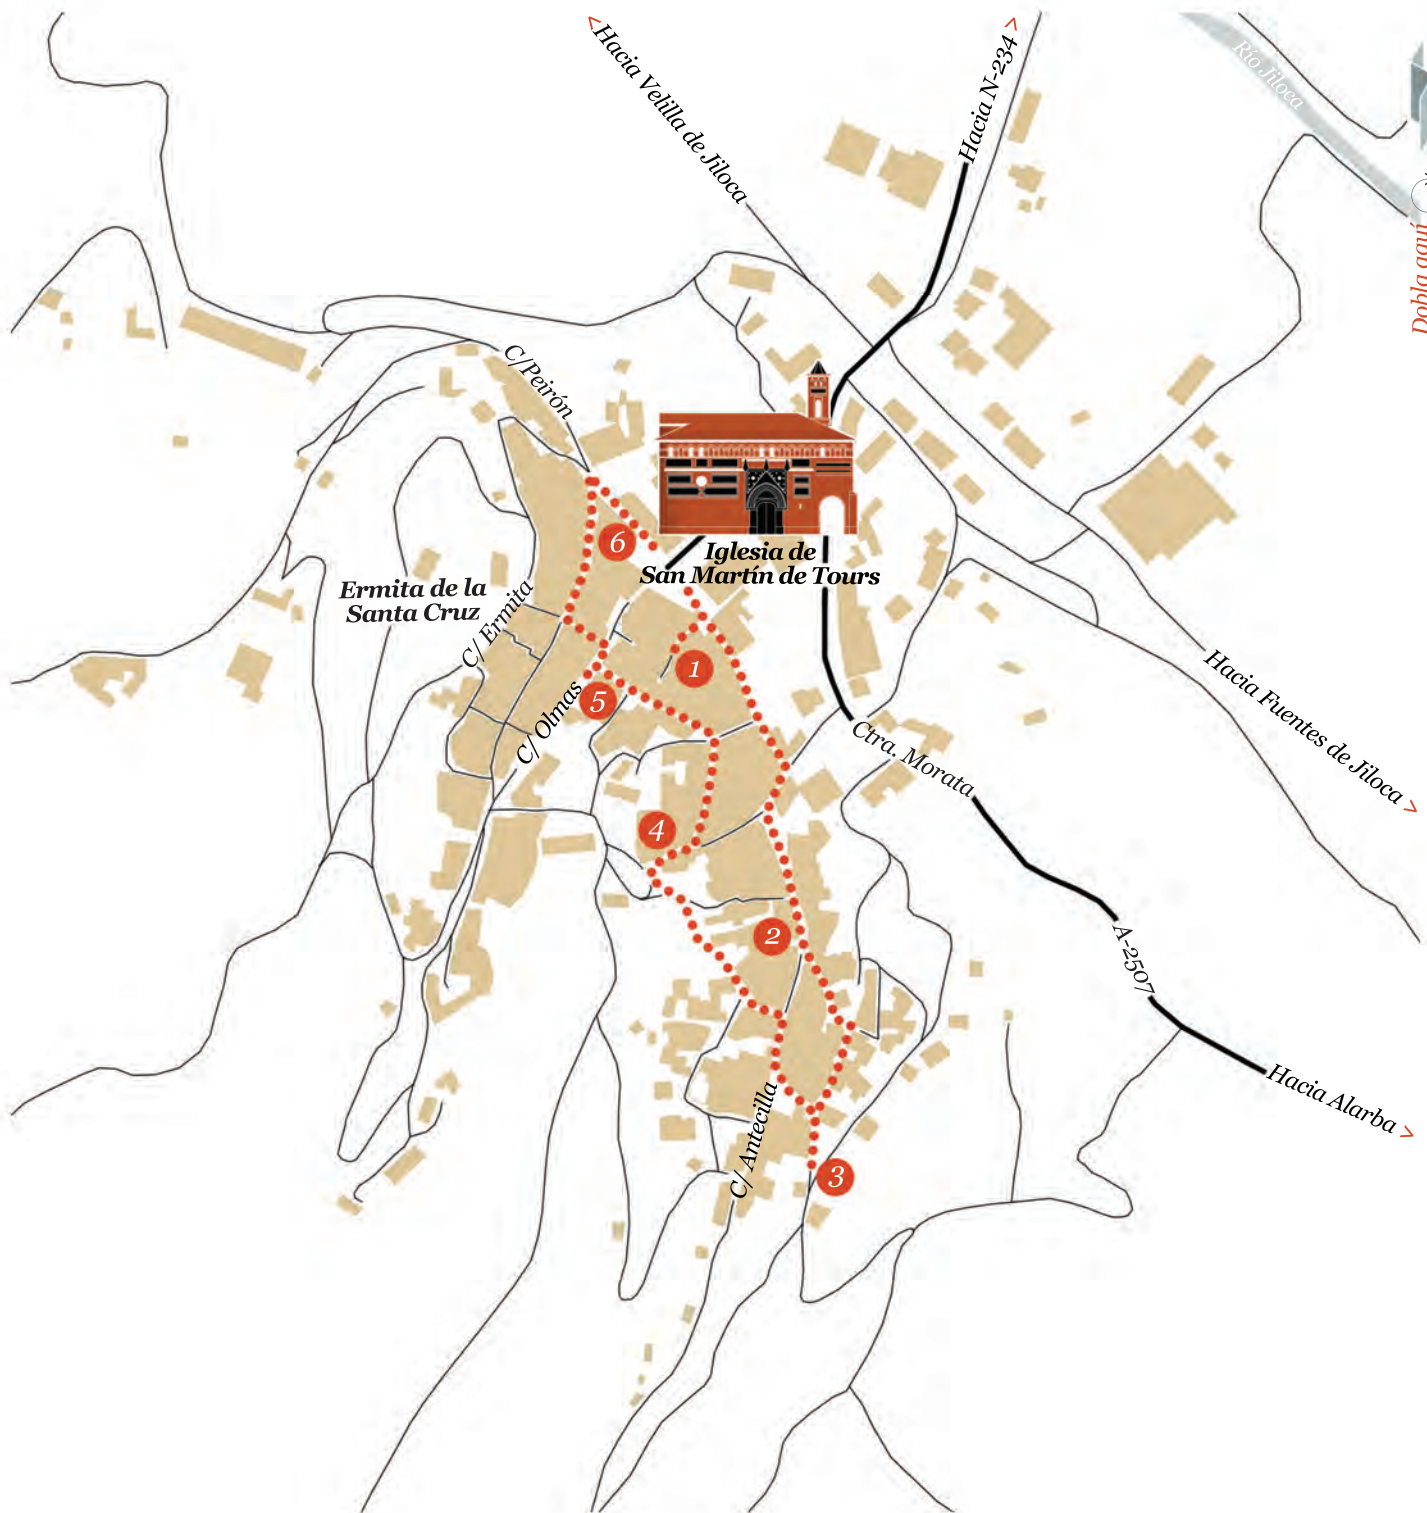 <Hacia Velilla de Jiloca
Hacia N-234 >
Río Jiloca
Dobla aquí
C/Peirón
6
Iglesia de
San Martín de Tours
Ermita de la
Santa Cruz
C/ Ermita
1
5
C/ Olmas
Hacia Fuentes de Jiloca >
Ctra. Morata
4
2
A-2507
Hacia Alarba >
C/ Antecilla
3